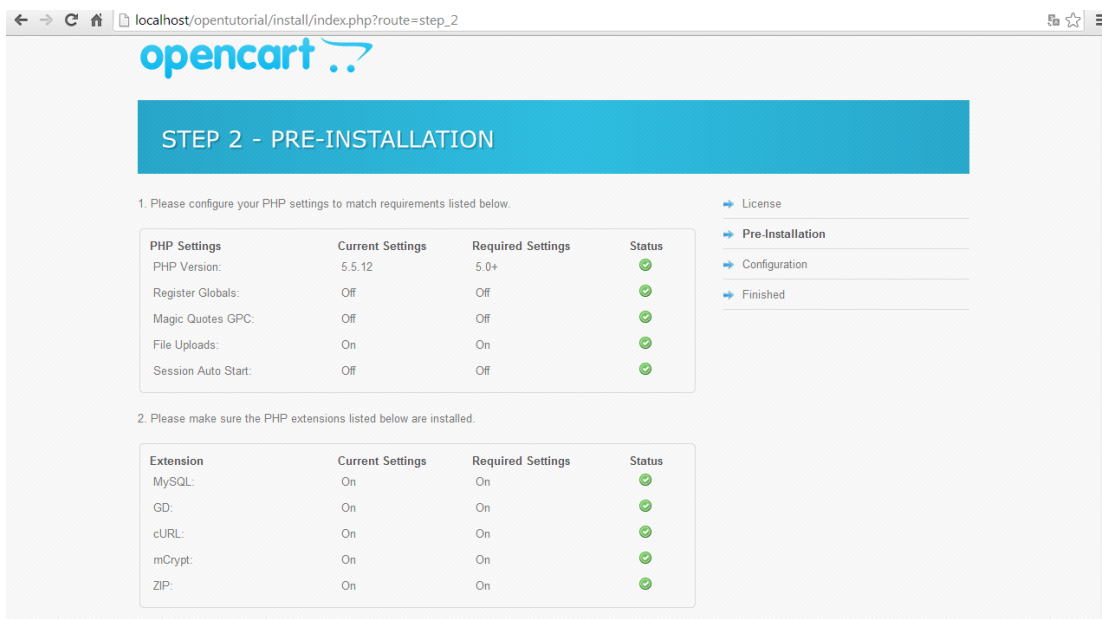 localhost/opentutorial/install/index.php?route=step_2
opencart
STEP 2 - PRE-INSTALLATION
1. Please configure your PHP settings to match requirements listed below.
PHP Settings Current Settings Required Settings Status
PHP Version: 5.5.12 5.0+
Register Globals: Off Off
Magic Quotes GPC: Off Off
File Uploads: On On
Session Auto Start: Off Off
2. Please make sure the PHP extensions listed below are installed.
Extension Current Settings Required Settings Status
MySQL: On On
GD: On On
cURL: On On
mCrypt: On On
ZIP: On On
License
Pre-Installation
Configuration
Finished